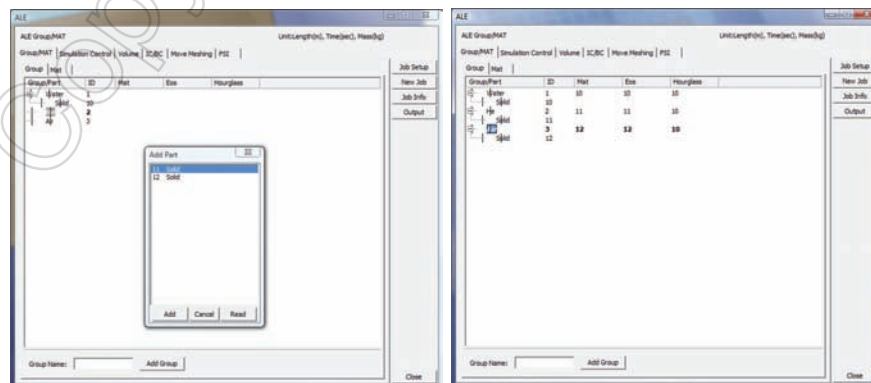 ALE
ALE Group/MAT Unit:Length(m), Time(sec), Mass(kg)
Group/MAT Simulation Control Volume IC/BC Move Meshing FSI
Group Mat
Group/Part ID Mat Eos Hourglass
Water 1
Solid 10
2
Air 3
Add Part
11 Solid
12 Solid
Add Cancel Read
Group Name: Add Group
Job Setup
New Job
Job Info
Output
Close
ALE
ALE Group/MAT Unit:Length(m), Time(sec), Mass(kg)
Group/MAT Simulation Control Volume IC/BC Move Meshing FSI
Group Mat
Group/Part ID Mat Eos Hourglass
Water 1 10 10 10
Solid 10
2 11 11 10
Solid 11
3 12 12 10
Solid 12
Group Name: Add Group
Job Setup
New Job
Job Info
Output
Close